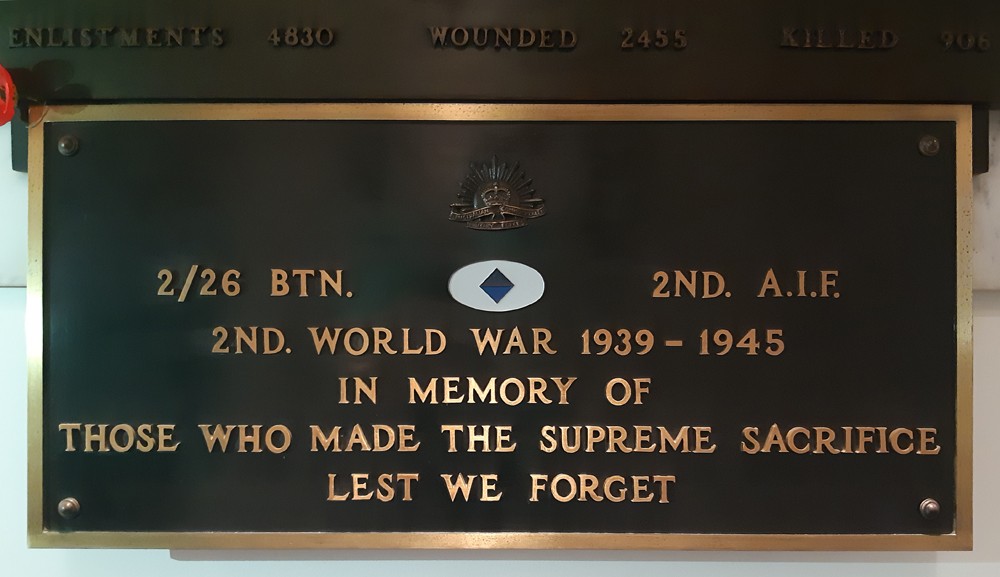 ENLISTMENTS 4830 WOUNDED 2455 KILLED 906
2/26 BTN. 2ND. A.I.F.
2ND. WORLD WAR 1939 - 1945
IN MEMORY OF
THOSE WHO MADE THE SUPREME SACRIFICE
LEST WE FORGET